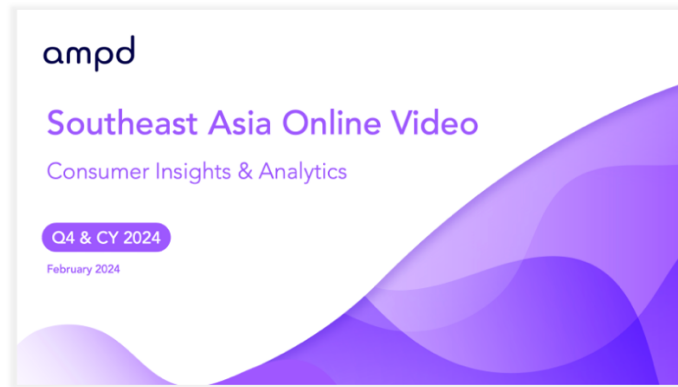 ampd
Southeast Asia Online Video
Consumer Insights & Analytics
Q4 & CY 2024
February 2024